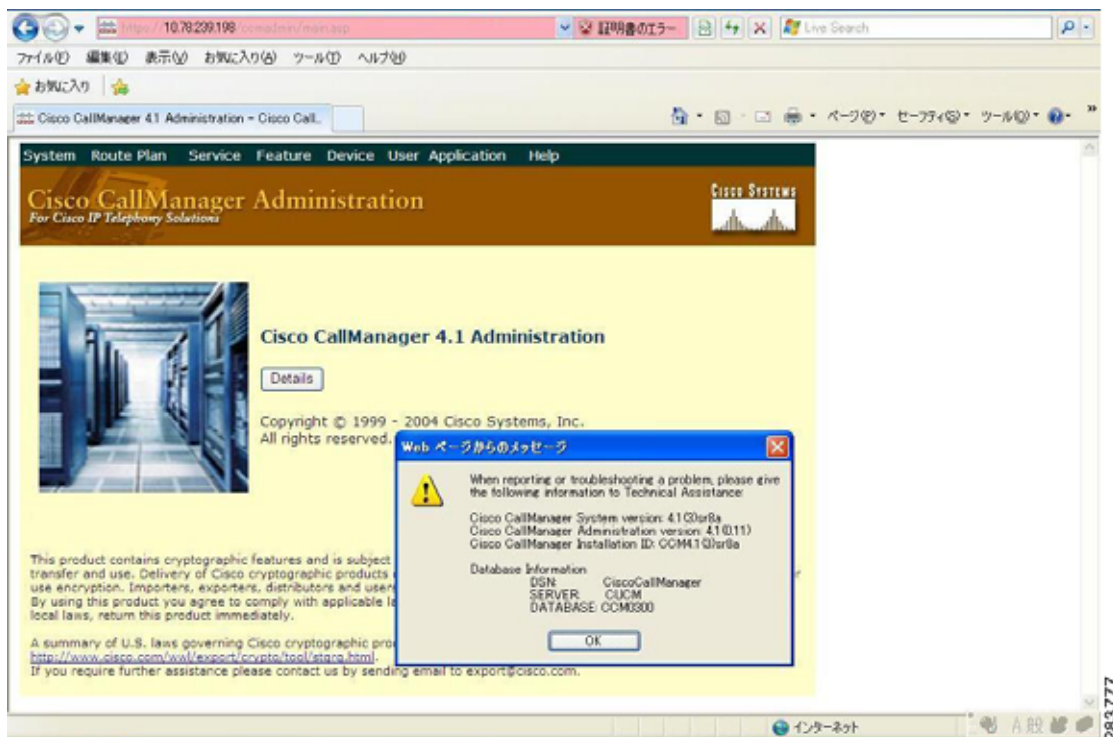 https://10.78.239.198/ccmadmin/main.asp
証明書のエラー
Live Search
ファイル(F) 編集(E) 表示(V) お気に入り(A) ツール(T) ヘルプ(H)
お気に入り
Cisco CallManager 4.1 Administration - Cisco Call...
ページ(P) セーフティ(S) ツール(O)
System Route Plan Service Feature Device User Application Help
Cisco CallManager Administration
For Cisco IP Telephony Solutions
CISCO SYSTEMS
Cisco CallManager 4.1 Administration
Details
Copyright © 1999 - 2004 Cisco Systems, Inc.
All rights reserved.
Web ページからのメッセージ
When reporting or troubleshooting a problem, please give
the following information to Technical Assistance:
Cisco CallManager System version: 4.1(3)sr8a
Cisco CallManager Administration version: 4.1(0.11)
Cisco CallManager Installation ID: CCM4.1(3)sr8a
Database Information
DSN: CiscoCallManager
SERVER: CUCM
DATABASE: CCM0300
OK
This product contains cryptographic features and is subject
transfer and use. Delivery of Cisco cryptographic products
use encryption. Importers, exporters, distributors and users
By using this product you agree to comply with applicable
local laws, return this product immediately.
A summary of U.S. laws governing Cisco cryptographic
http://www.cisco.com/wwl/export/crypto/tool/stqrg.html.
If you require further assistance please contact us by sending email to export@cisco.com.
インターネット
A 般
283777